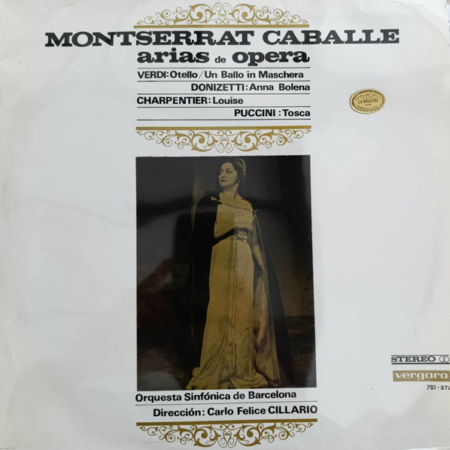 MONTSERRAT CABALLE
arias de opera
VERDI: Otello / Un Ballo in Maschera
DONIZETTI: Anna Bolena
CHARPENTIER: Louise
PUCCINI: Tosca
STEREO
vergara
Orquesta Sinfónica de Barcelona
Dirección: Carlo Felice CILLARIO